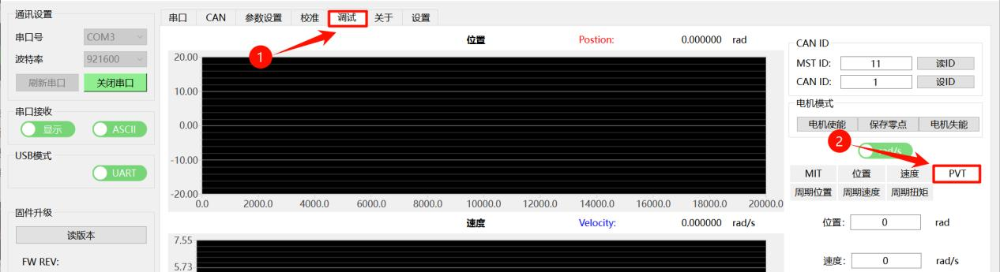 通讯设置
串口号 COM3
波特率 921600
刷新串口 关闭串口
串口接收
显示 ASCII
USB模式
UART
固件升级
读版本
FW REV:
串口 CAN 参数设置 校准 调试 关于 设置
1
位置 Postion: 0.000000 rad
20.00
10.00
0.00
-10.00
-20.00
0.0 2000.0 4000.0 6000.0 8000.0 10000.0 12000.0 14000.0 16000.0 18000.0 20000.0
速度 Velocity: 0.000000 rad/s
7.55
5.73
CAN ID
MST ID: 11 读ID
CAN ID: 1 设ID
电机模式
电机使能 保存零点 电机失能
2
rad/s
MIT 位置 速度 PVT
周期位置 周期速度 周期扭矩
位置: 0 rad
速度: 0 rad/s